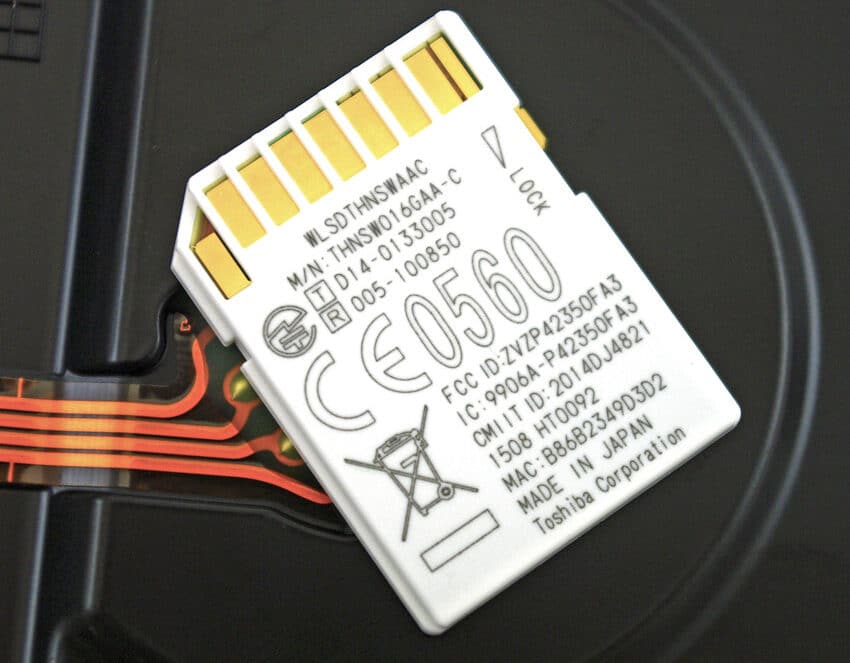 LOCK
WLSDTHNSWAAC
M/N:THNSW016GAA-C
T D14-0133005
R 005-100850
CE0560
FCC ID:ZVZP42350FA3
IC:9906A-P42350FA3
CMIIT ID:2014DJ4821
1508 HT0092
MAC:B86B2349D3D2
MADE IN JAPAN
Toshiba Corporation